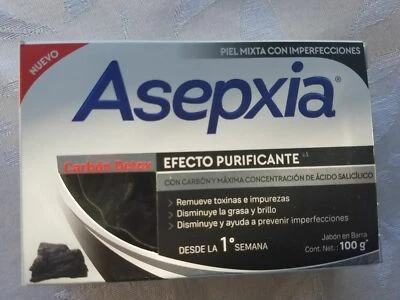 NUEVO
PIEL MIXTA CON IMPERFECCIONES
Asepxia®
Carbón Detox
EFECTO PURIFICANTE
CON CARBÓN Y MÁXIMA CONCENTRACIÓN DE ÁCIDO SALICÍLICO
> Remueve toxinas e impurezas
> Disminuye la grasa y brillo
> Disminuye y ayuda a prevenir imperfecciones
DESDE LA 1° SEMANA
Jabón en Barra
Cont. Net.: 100 g